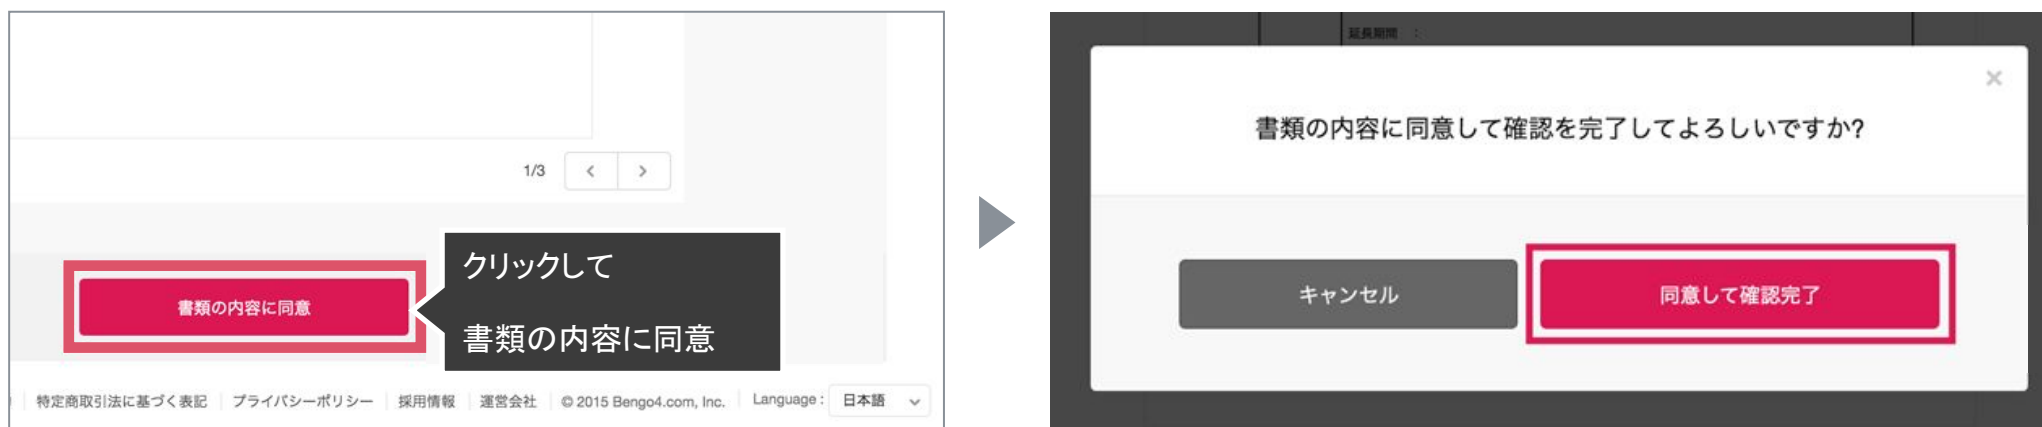 1/3
クリックして
書類の内容に同意
書類の内容に同意
特定商取引法に基づく表記 プライバシーポリシー 採用情報 運営会社 © 2015 Bengo4.com, Inc. Language : 日本語
延長期間 :
×
書類の内容に同意して確認を完了してよろしいですか?
キャンセル
同意して確認完了